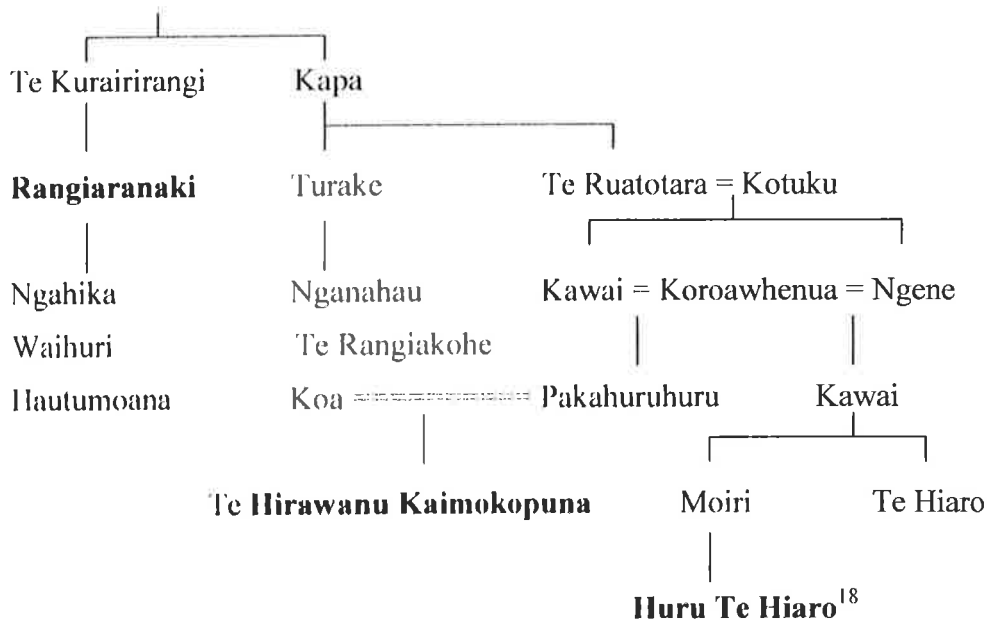 Te Kurairirangi Kapa
Rangiaranaki Turake Te Ruatotara = Kotuku
Ngahika Nganahau Kawai = Koroawhenua = Ngene
Waihuri Te Rangiakohe
Hautumoana Koa ============ Pakahuruhuru Kawai
Te Hirawanu Kaimokopuna Moiri Te Hiaro
Huru Te Hiaro18